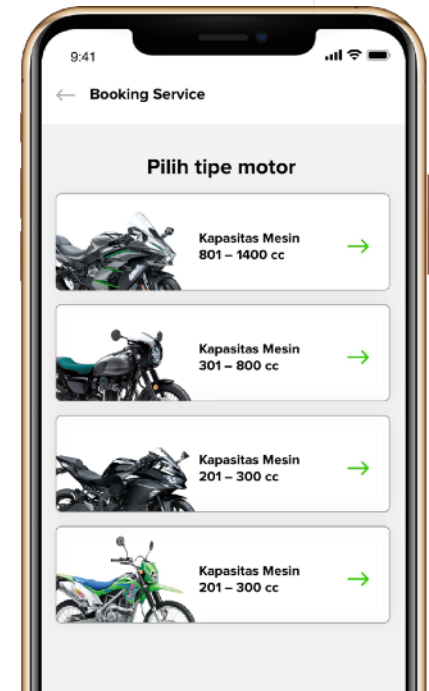 9:41
Booking Service
Pilih tipe motor
Kapasitas Mesin
801 – 1400 cc
Kapasitas Mesin
301 – 800 cc
Kapasitas Mesin
201 – 300 cc
Kapasitas Mesin
201 – 300 cc